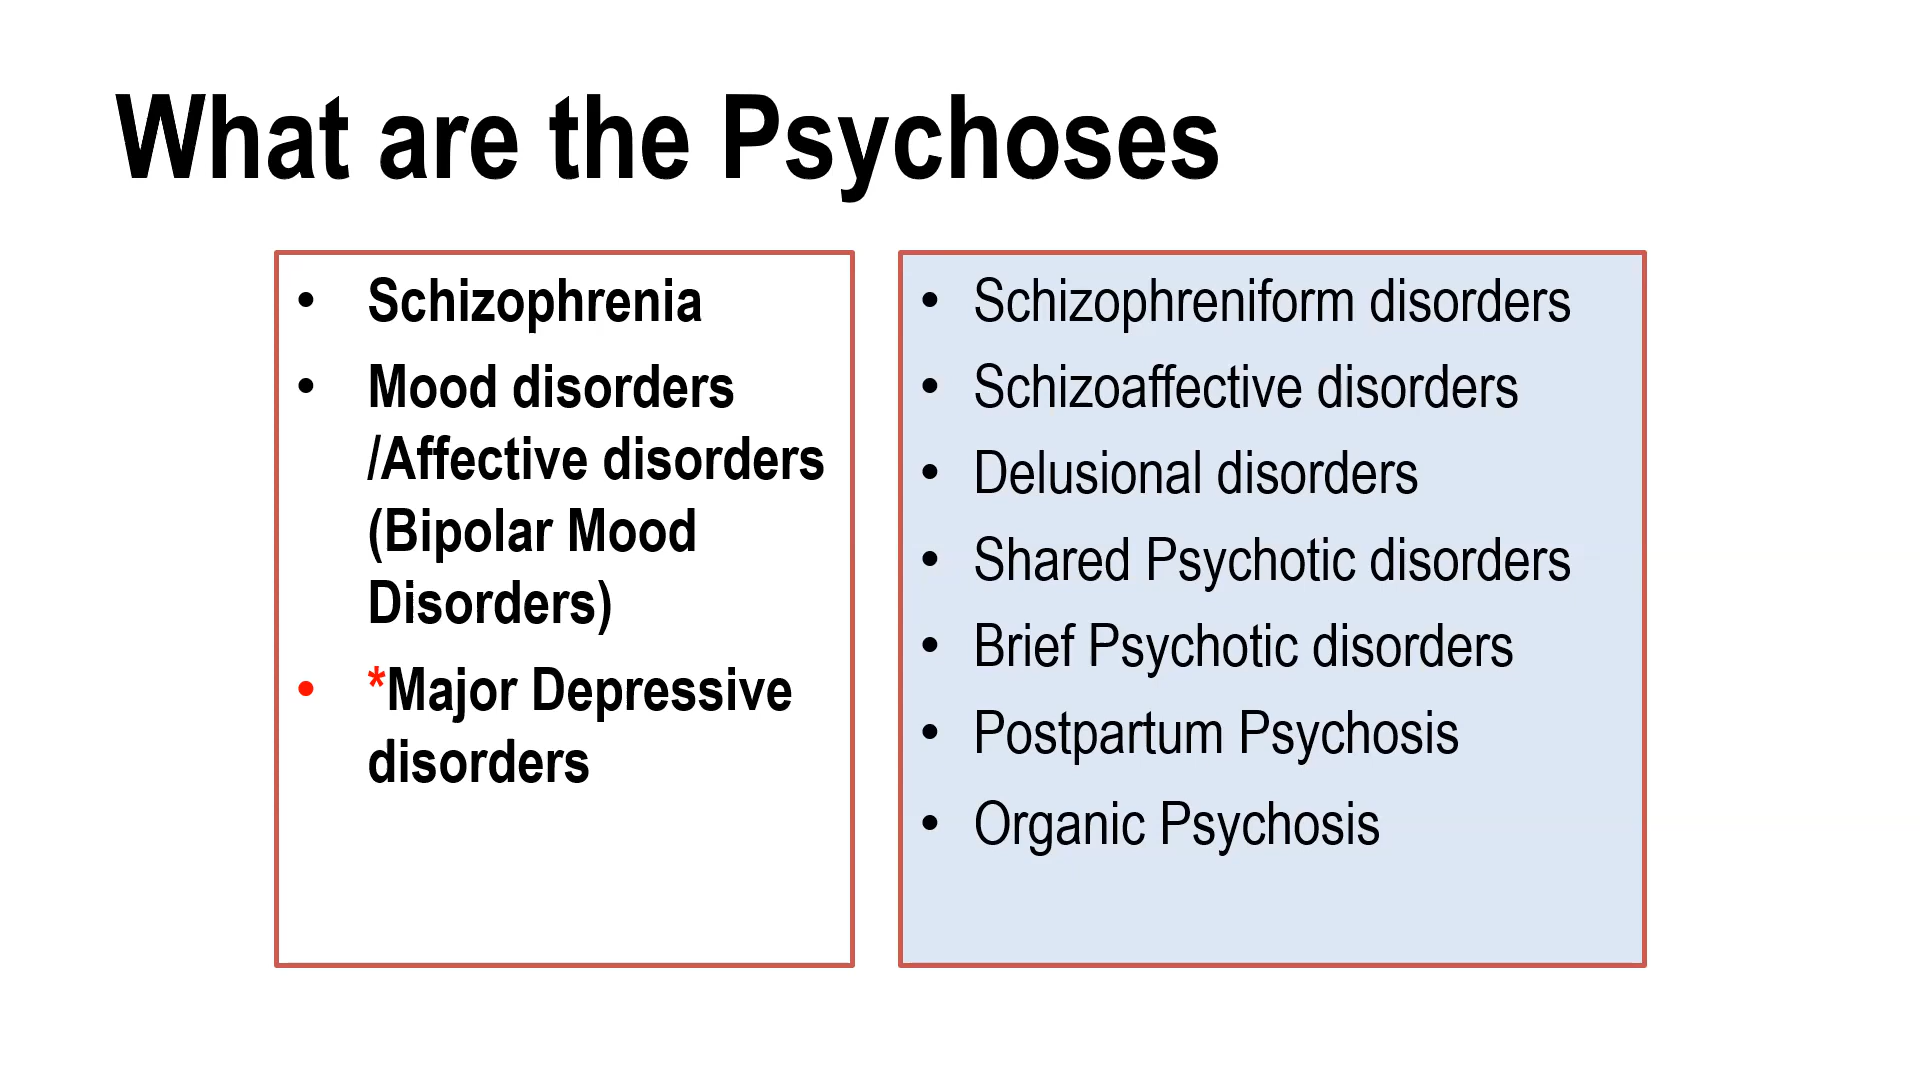 What are the Psychoses
• Schizophrenia
• Mood disorders
/Affective disorders
(Bipolar Mood
Disorders)
• *Major Depressive
disorders
• Schizophreniform disorders
• Schizoaffective disorders
• Delusional disorders
• Shared Psychotic disorders
• Brief Psychotic disorders
• Postpartum Psychosis
• Organic Psychosis